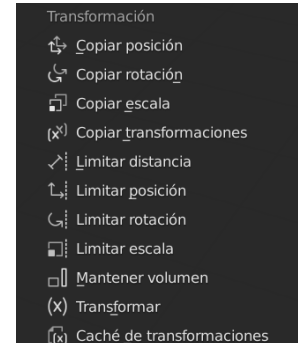 Transformación
Copiar posición
Copiar rotación
Copiar escala
Copiar transformaciones
Limitar distancia
Limitar posición
Limitar rotación
Limitar escala
Mantener volumen
Transformar
Caché de transformaciones